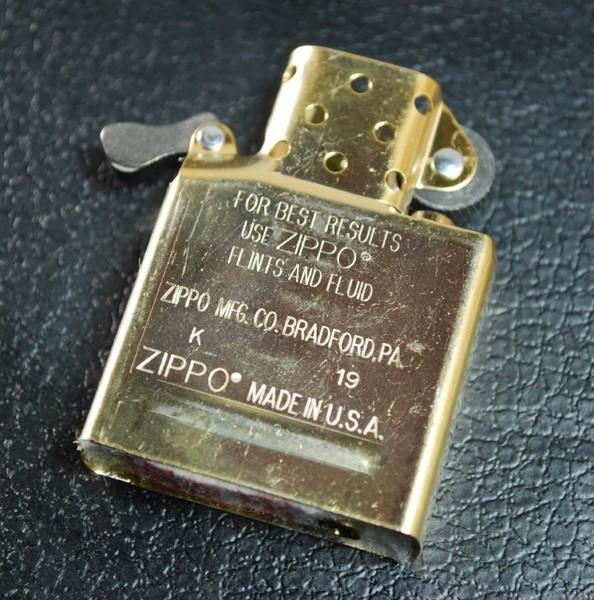 FOR BEST RESULTS
USE ZIPPO®
FLINTS AND FLUID
ZIPPO MFG. CO. BRADFORD, PA.
K 19
ZIPPO® MADE IN U.S.A.